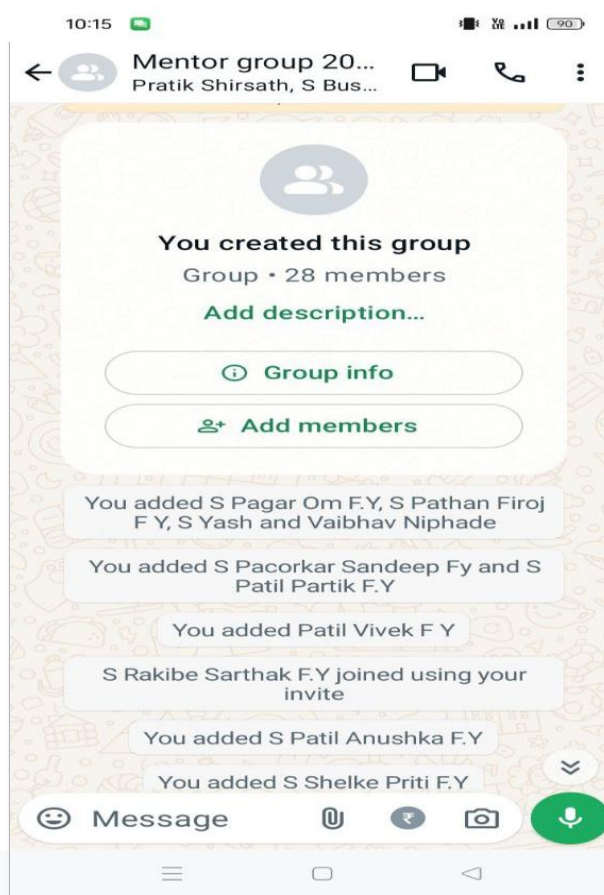 10:15
Vo
LTE
90
Mentor group 20...
Pratik Shirsath, S Bus...
You created this group
Group • 28 members
Add description...
Group info
Add members
You added S Pagar Om F.Y, S Pathan Firoj
F Y, S Yash and Vaibhav Niphade
You added S Pacorkar Sandeep Fy and S
Patil Partik F.Y
You added Patil Vivek F Y
S Rakibe Sarthak F.Y joined using your
invite
You added S Patil Anushka F.Y
You added S Shelke Priti F.Y
Message
₹